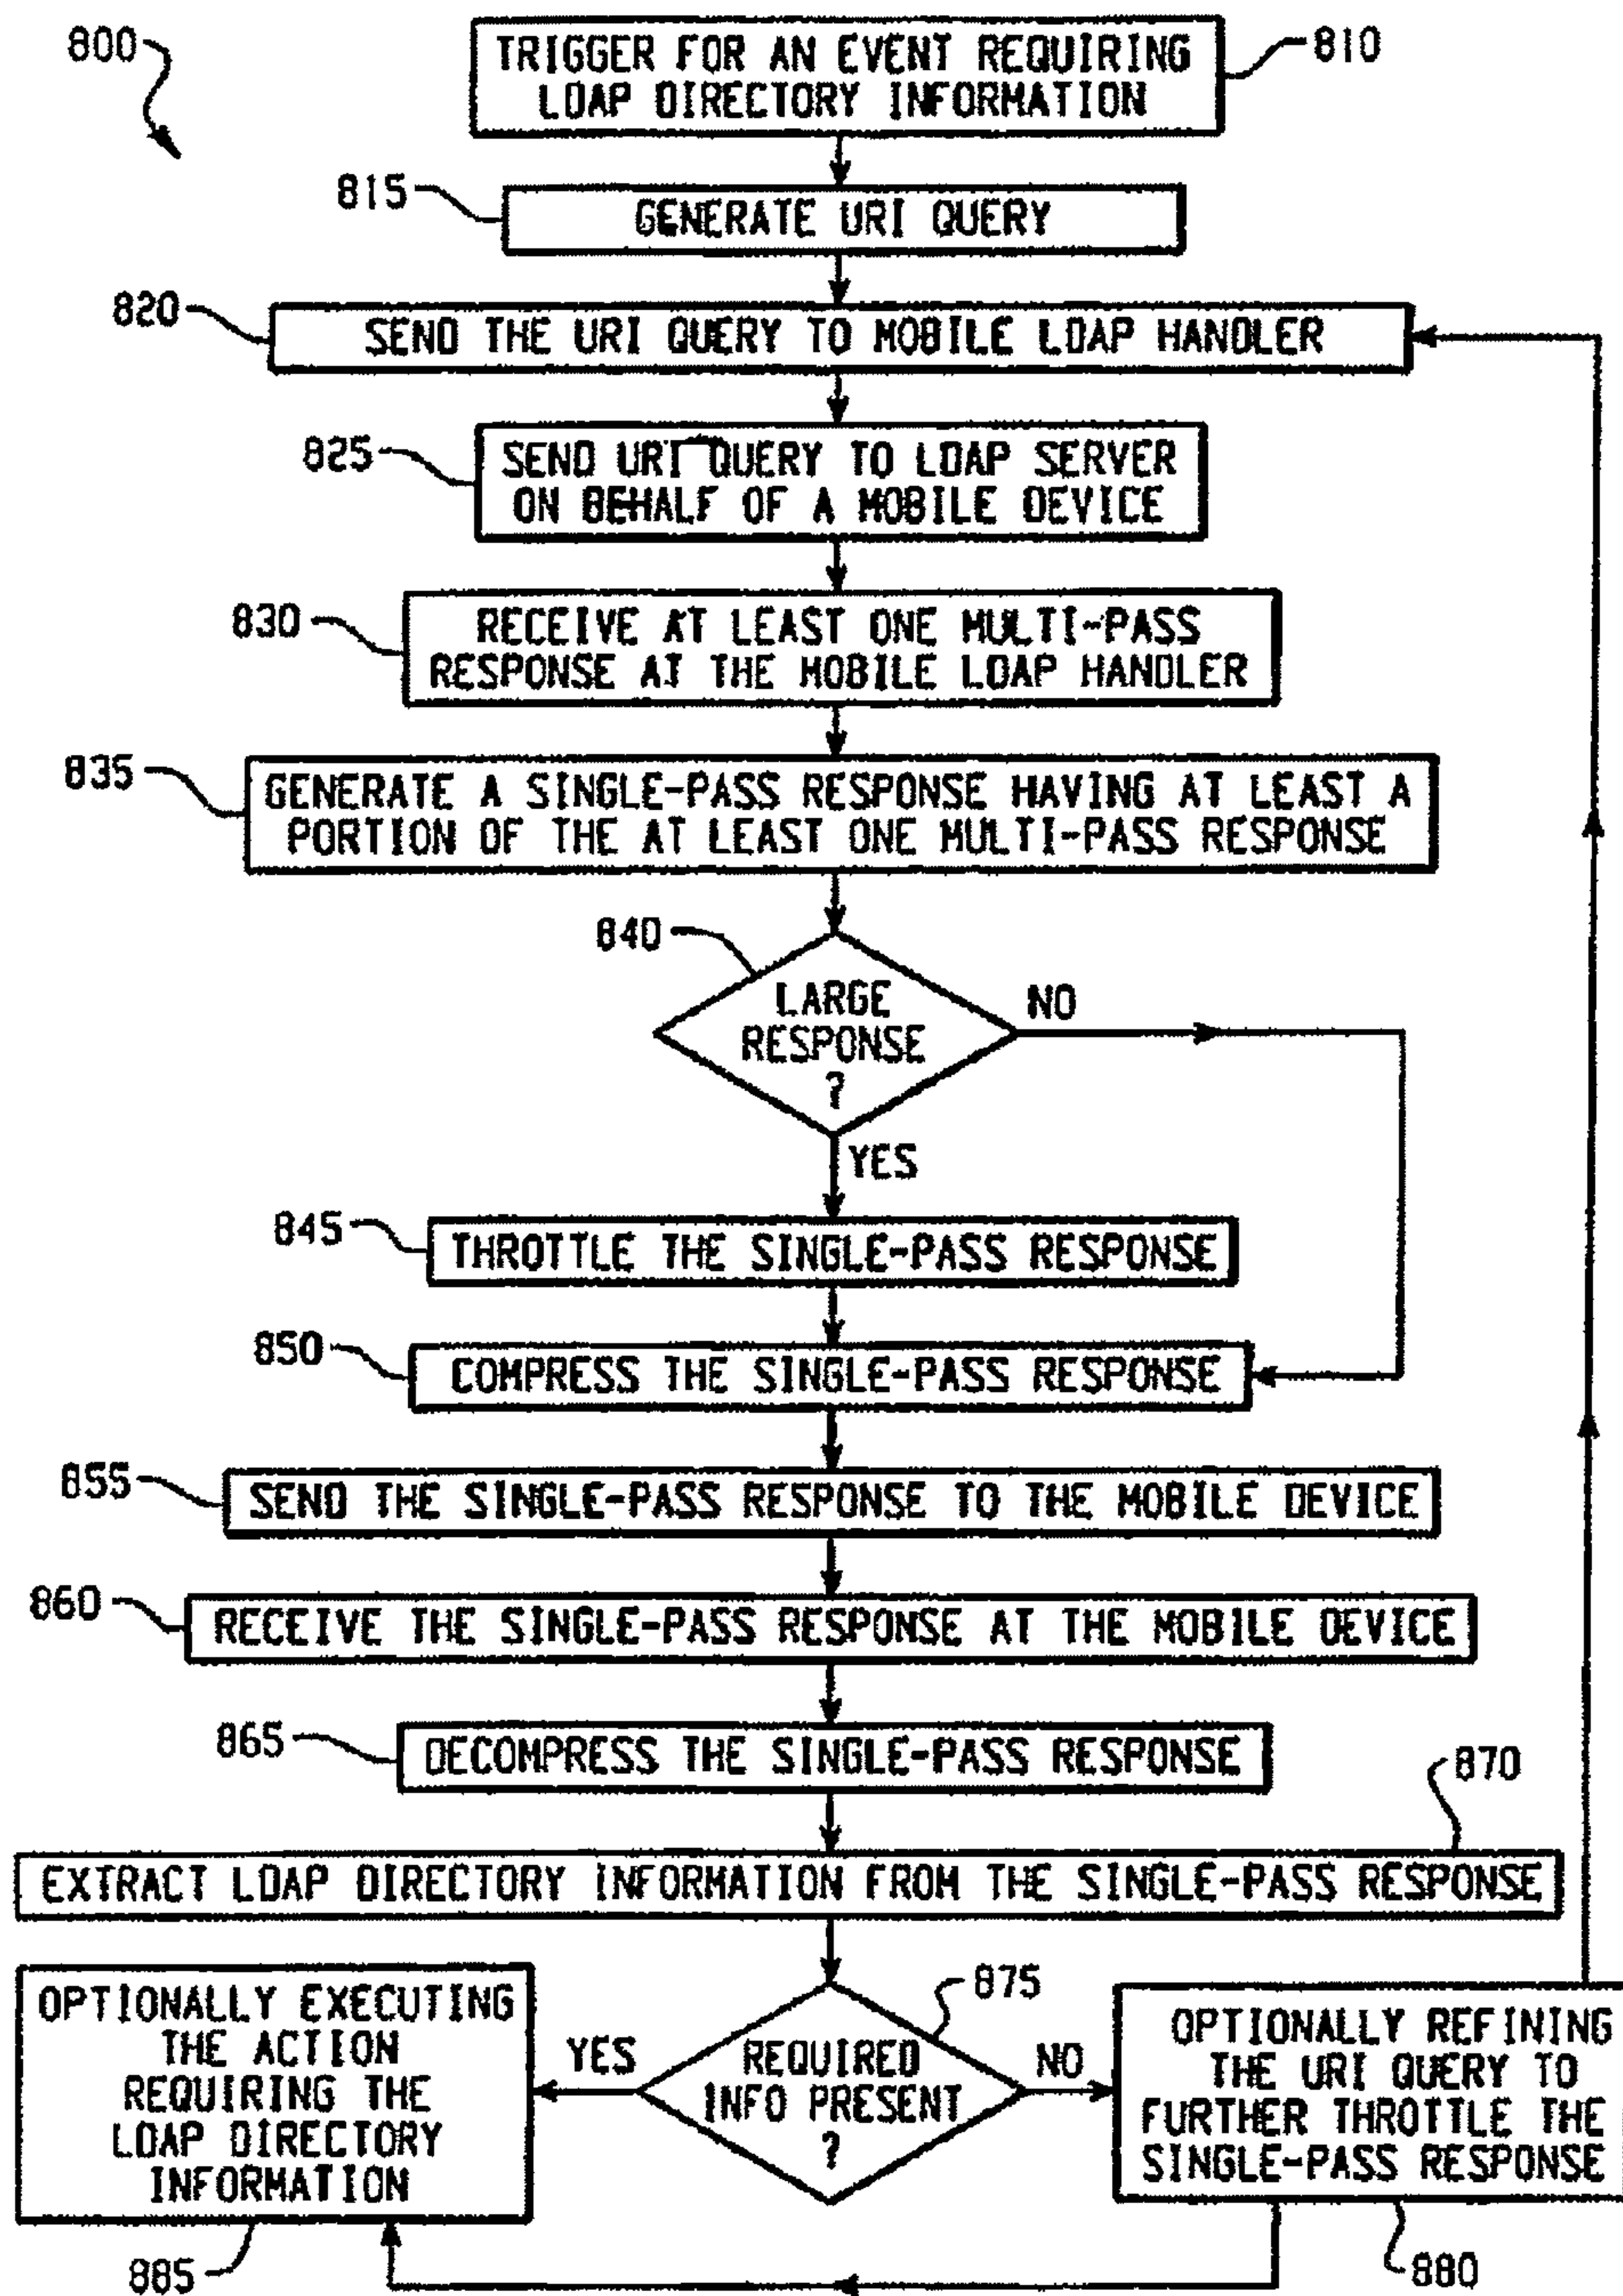 800
TRIGGER FOR AN EVENT REQUIRING
LDAP DIRECTORY INFORMATION
810
815
GENERATE URI QUERY
820
SEND THE URI QUERY TO MOBILE LDAP HANDLER
825
SEND URI QUERY TO LDAP SERVER
ON BEHALF OF A MOBILE DEVICE
830
RECEIVE AT LEAST ONE MULTI-PASS
RESPONSE AT THE MOBILE LDAP HANDLER
835
GENERATE A SINGLE-PASS RESPONSE HAVING AT LEAST A
PORTION OF THE AT LEAST ONE MULTI-PASS RESPONSE
840
LARGE
RESPONSE
?
NO
YES
845
THROTTLE THE SINGLE-PASS RESPONSE
850
COMPRESS THE SINGLE-PASS RESPONSE
855
SEND THE SINGLE-PASS RESPONSE TO THE MOBILE DEVICE
860
RECEIVE THE SINGLE-PASS RESPONSE AT THE MOBILE DEVICE
865
DECOMPRESS THE SINGLE-PASS RESPONSE
870
EXTRACT LDAP DIRECTORY INFORMATION FROM THE SINGLE-PASS RESPONSE
875
REQUIRED
INFO PRESENT
?
YES
NO
OPTIONALLY EXECUTING
THE ACTION
REQUIRING THE
LDAP DIRECTORY
INFORMATION
885
OPTIONALLY REFINING
THE URI QUERY TO
FURTHER THROTTLE THE
SINGLE-PASS RESPONSE
880